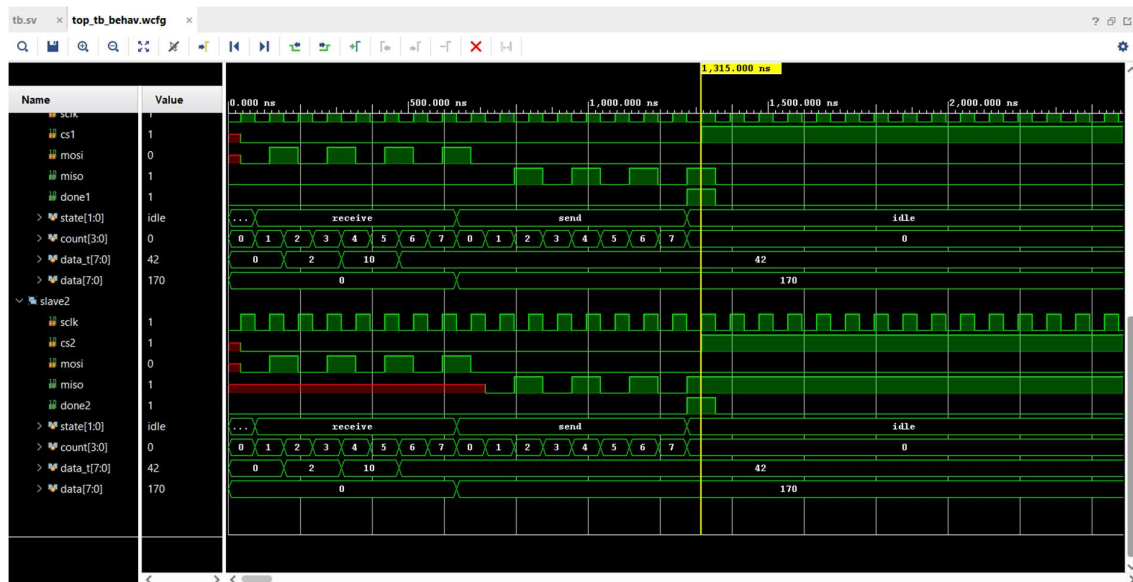 tb.sv × top_tb_behav.wcfg ×
1,315.000 ns
Name Value 0.000 ns 500.000 ns 1,000.000 ns 1,500.000 ns 2,000.000 ns
sclk 1
cs1 1
mosi 0
miso 1
done1 1
state[1:0] idle ... receive send idle
count[3:0] 0 0 1 2 3 4 5 6 7 0 1 2 3 4 5 6 7 0
data_t[7:0] 42 0 2 10 42
data[7:0] 170 0 170
slave2
sclk 1
cs2 1
mosi 0
miso 1
done2 1
state[1:0] idle ... receive send idle
count[3:0] 0 0 1 2 3 4 5 6 7 0 1 2 3 4 5 6 7 0
data_t[7:0] 42 0 2 10 42
data[7:0] 170 0 170